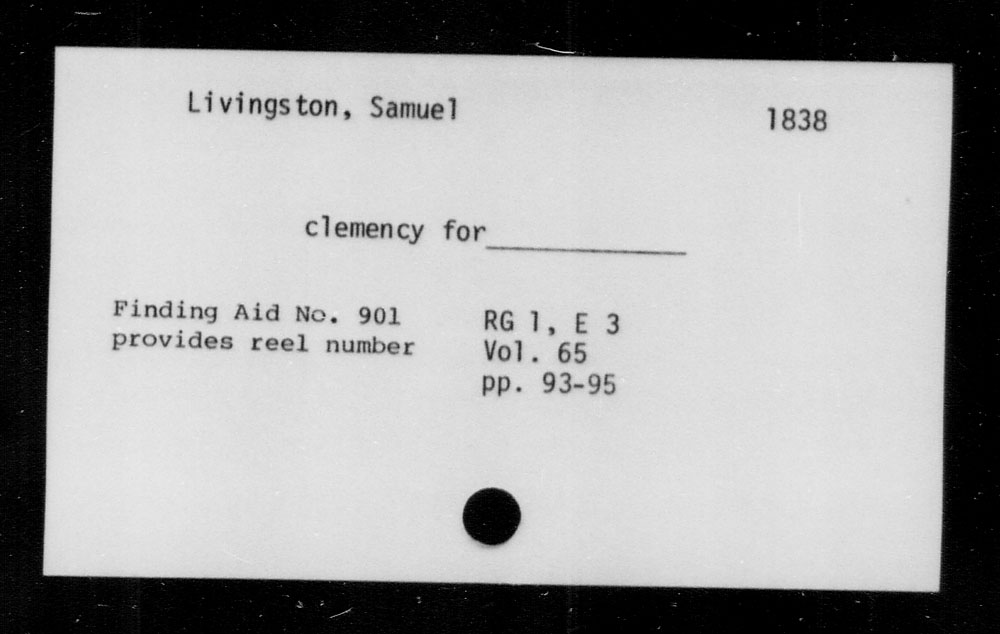 Livingston, Samuel 1838
clemency for__________
Finding Aid No. 901
provides reel number
RG 1, E 3
Vol. 65
pp. 93-95